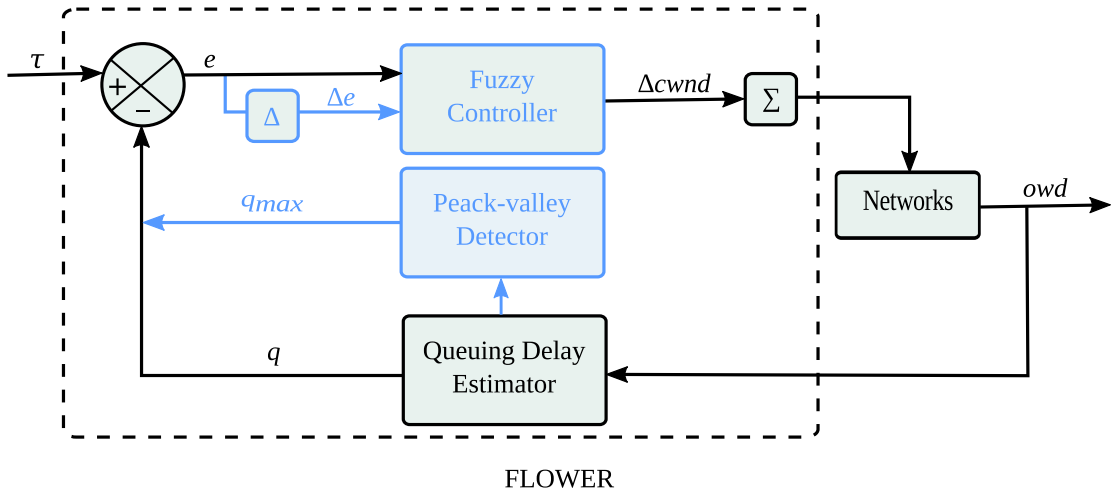 τ
e
+
−
Δ
Δe
Fuzzy
Controller
Δcwnd
∑
Networks
owd
qmax
Peack-valley
Detector
q
Queuing Delay
Estimator
FLOWER